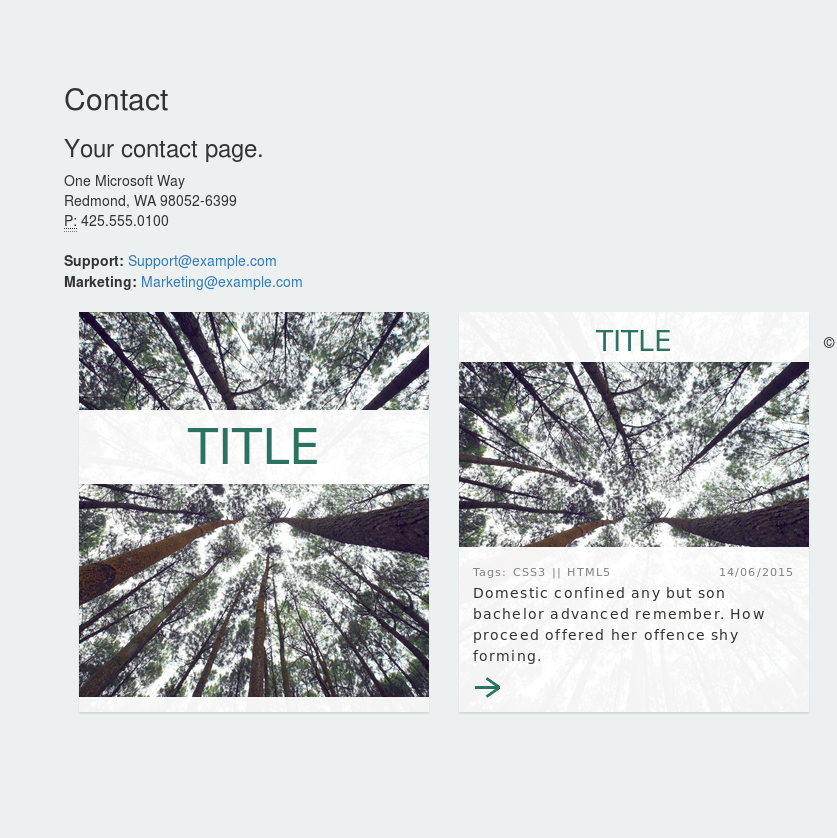 Contact
Your contact page.
One Microsoft Way
Redmond, WA 98052-6399
P: 425.555.0100
Support: Support@example.com
Marketing: Marketing@example.com
TITLE
TITLE
©
Tags: CSS3 || HTML5 14/06/2015
Domestic confined any but son
bachelor advanced remember. How
proceed offered her offence shy
forming.